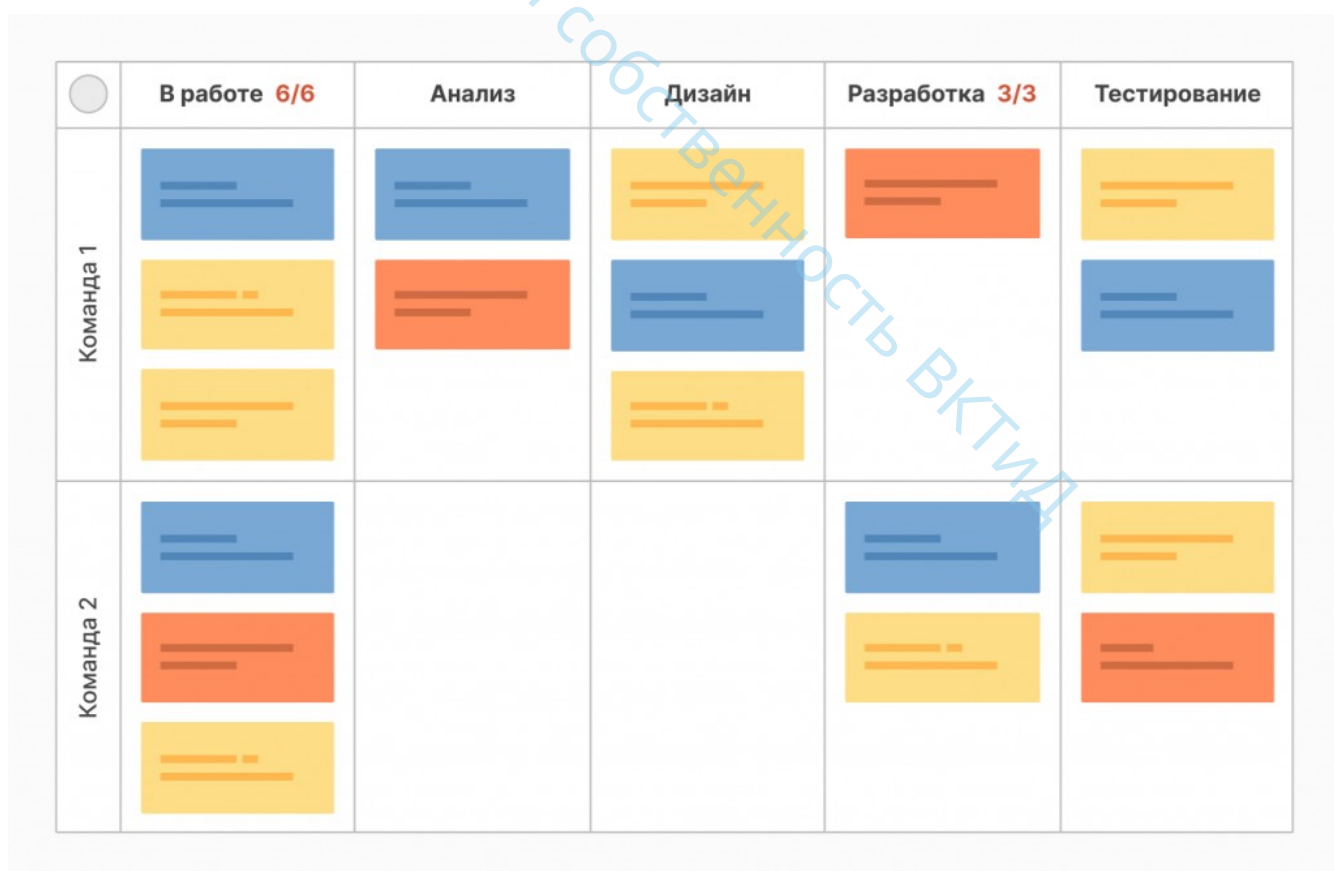 В работе 6/6
Анализ
Дизайн
Разработка 3/3
Тестирование
Команда 1
Команда 2
собственность ВКТИД